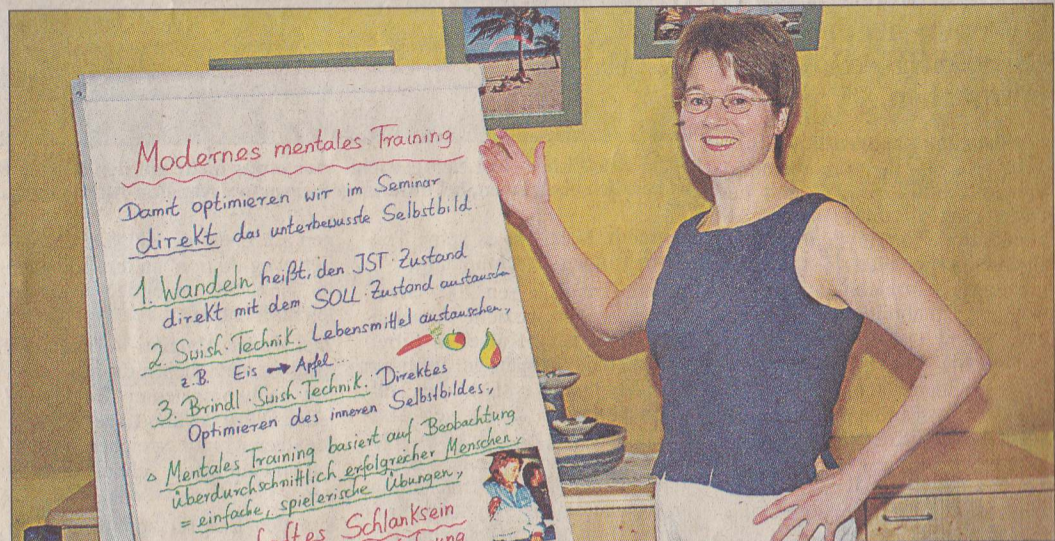 Modernes mentales Training
Damit optimieren wir im Seminar
direkt das unterbewusste Selbstbild.
1. Wandeln heißt, den IST-Zustand
direkt mit dem SOLL-Zustand austauschen
2. Swish-Technik. Lebensmittel austauschen,
z.B. Eis → Apfel...
3. Brindl-Swish-Technik. Direktes
Optimieren des inneren Selbstbildes,
Mentales Training basiert auf Beobachtung
überdurchschnittlich erfolgreicher Menschen,
= einfache, spielerische Übungen,
Schlanksein